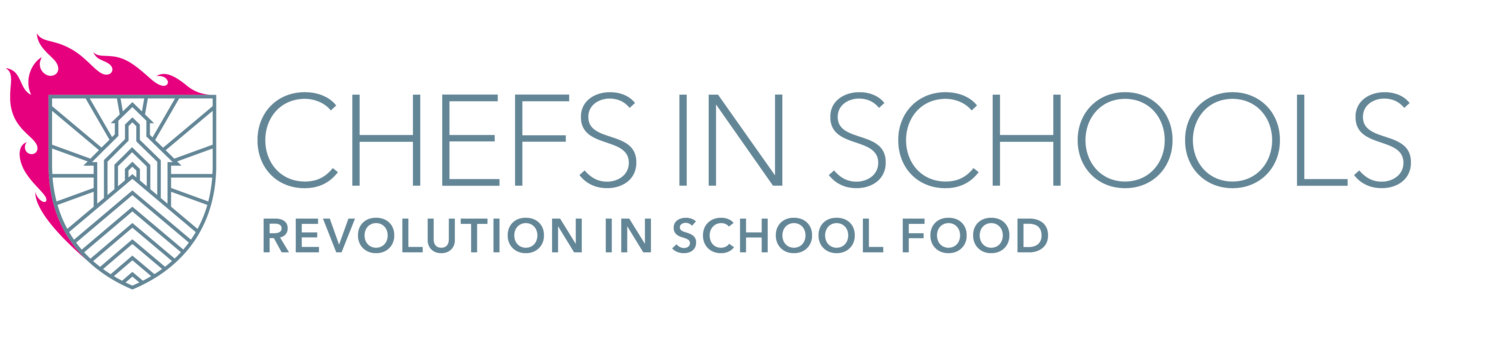 CHEFS IN SCHOOLS
REVOLUTION IN SCHOOL FOOD